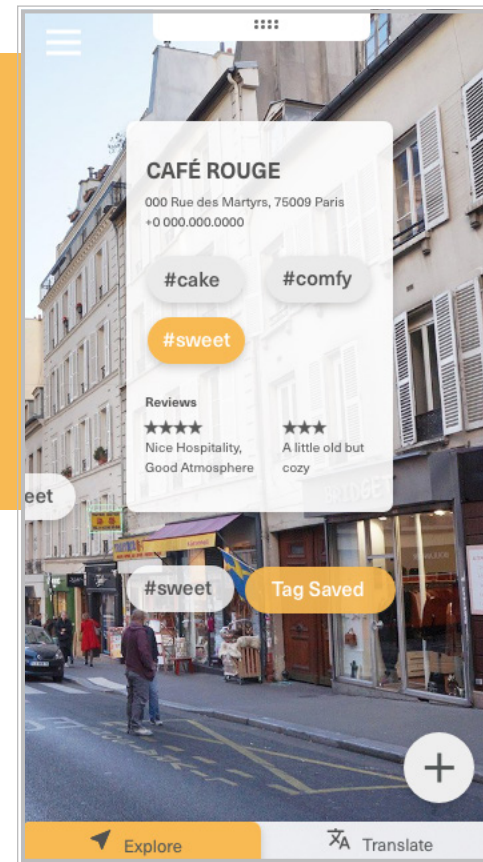 CAFÉ ROUGE
000 Rue des Martyrs, 75009 Paris
+0 000.000.0000
#cake
#comfy
#sweet
Reviews
★★★★
★★★
Nice Hospitality,
Good Atmosphere
A little old but
cozy
eet
#sweet
Tag Saved
Explore
Translate